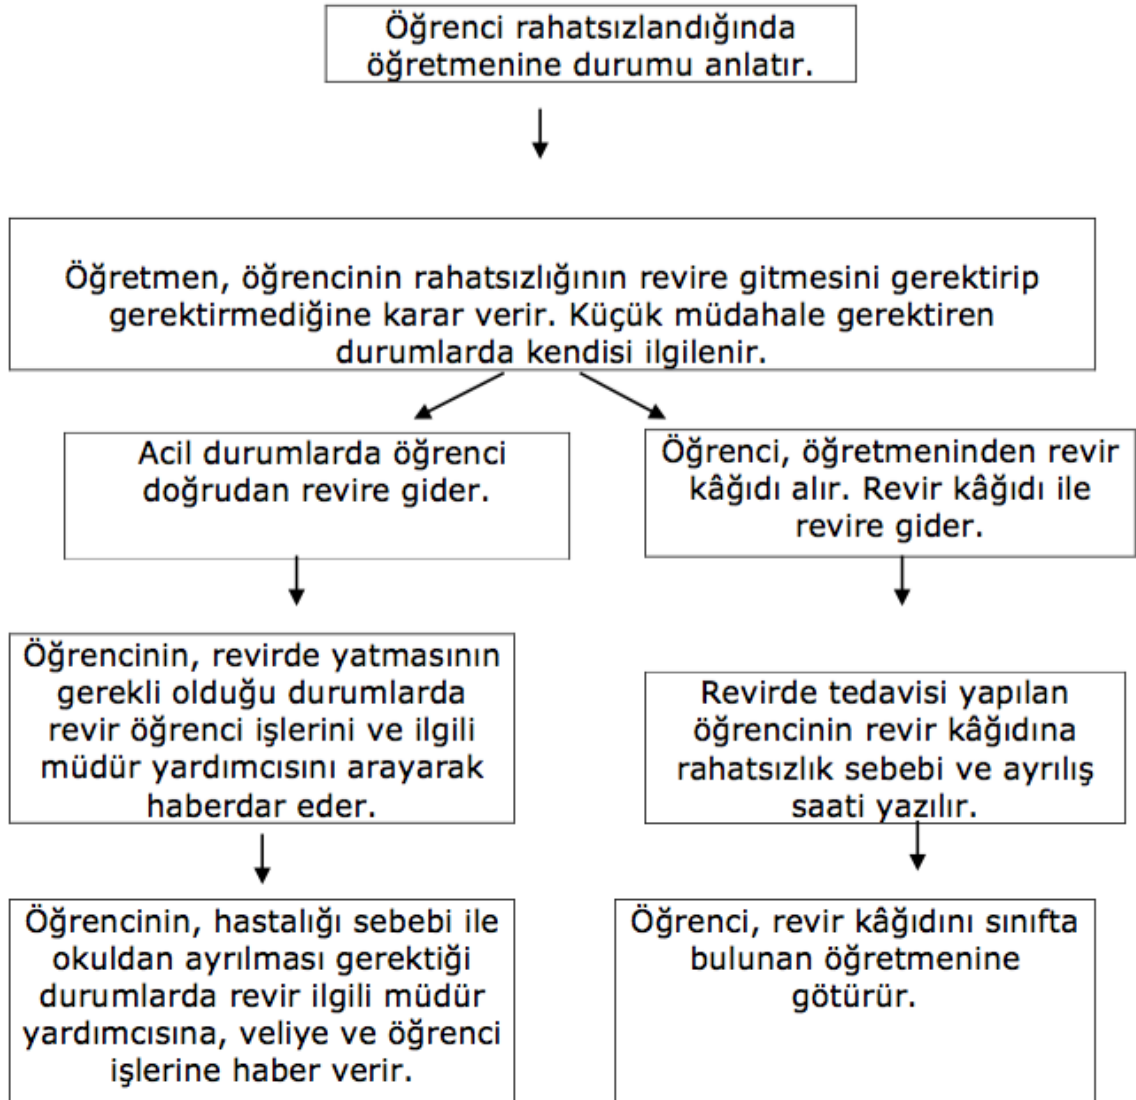 Öğrenci rahatsızlandığında
öğretmenine durumu anlatır.
Öğretmen, öğrencinin rahatsızlığının revire gitmesini gerektirip
gerektirmediğine karar verir. Küçük müdahale gerektiren
durumlarda kendisi ilgilenir.
Acil durumlarda öğrenci
doğrudan revire gider.
Öğrenci, öğretmeninden revir
kâğıdı alır. Revir kâğıdı ile
revire gider.
Öğrencinin, revirde yatmasının
gerekli olduğu durumlarda
revir öğrenci işlerini ve ilgili
müdür yardımcısını arayarak
haberdar eder.
Revirde tedavisi yapılan
öğrencinin revir kâğıdına
rahatsızlık sebebi ve ayrılış
saati yazılır.
Öğrencinin, hastalığı sebebi ile
okuldan ayrılması gerektiği
durumlarda revir ilgili müdür
yardımcısına, veliye ve öğrenci
işlerine haber verir.
Öğrenci, revir kâğıdını sınıfta
bulunan öğretmenine
götürür.